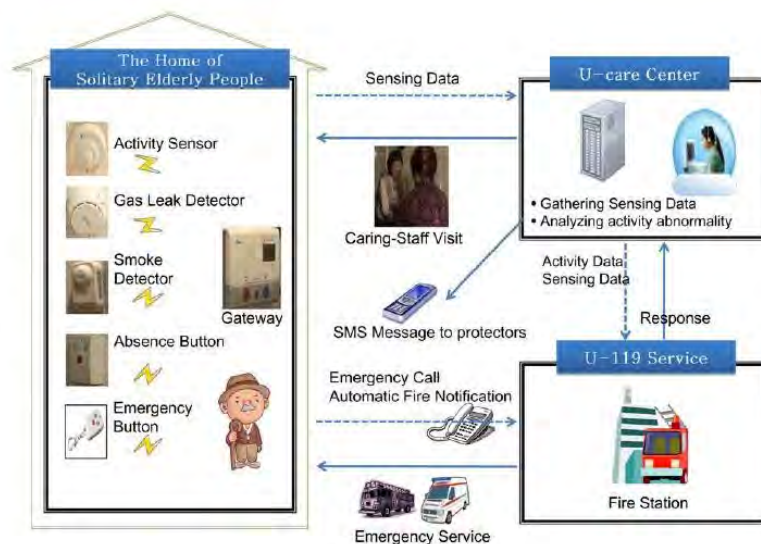 The Home of
Solitary Elderly People
Activity Sensor
Gas Leak Detector
Smoke
Detector
Gateway
Absence Button
Emergency
Button
Sensing Data
Caring-Staff Visit
SMS Message to protectors
Emergency Call
Automatic Fire Notification
Emergency Service
U-care Center
• Gathering Sensing Data
• Analyzing activity abnormality
Activity Data
Sensing Data
Response
U-119 Service
Fire Station